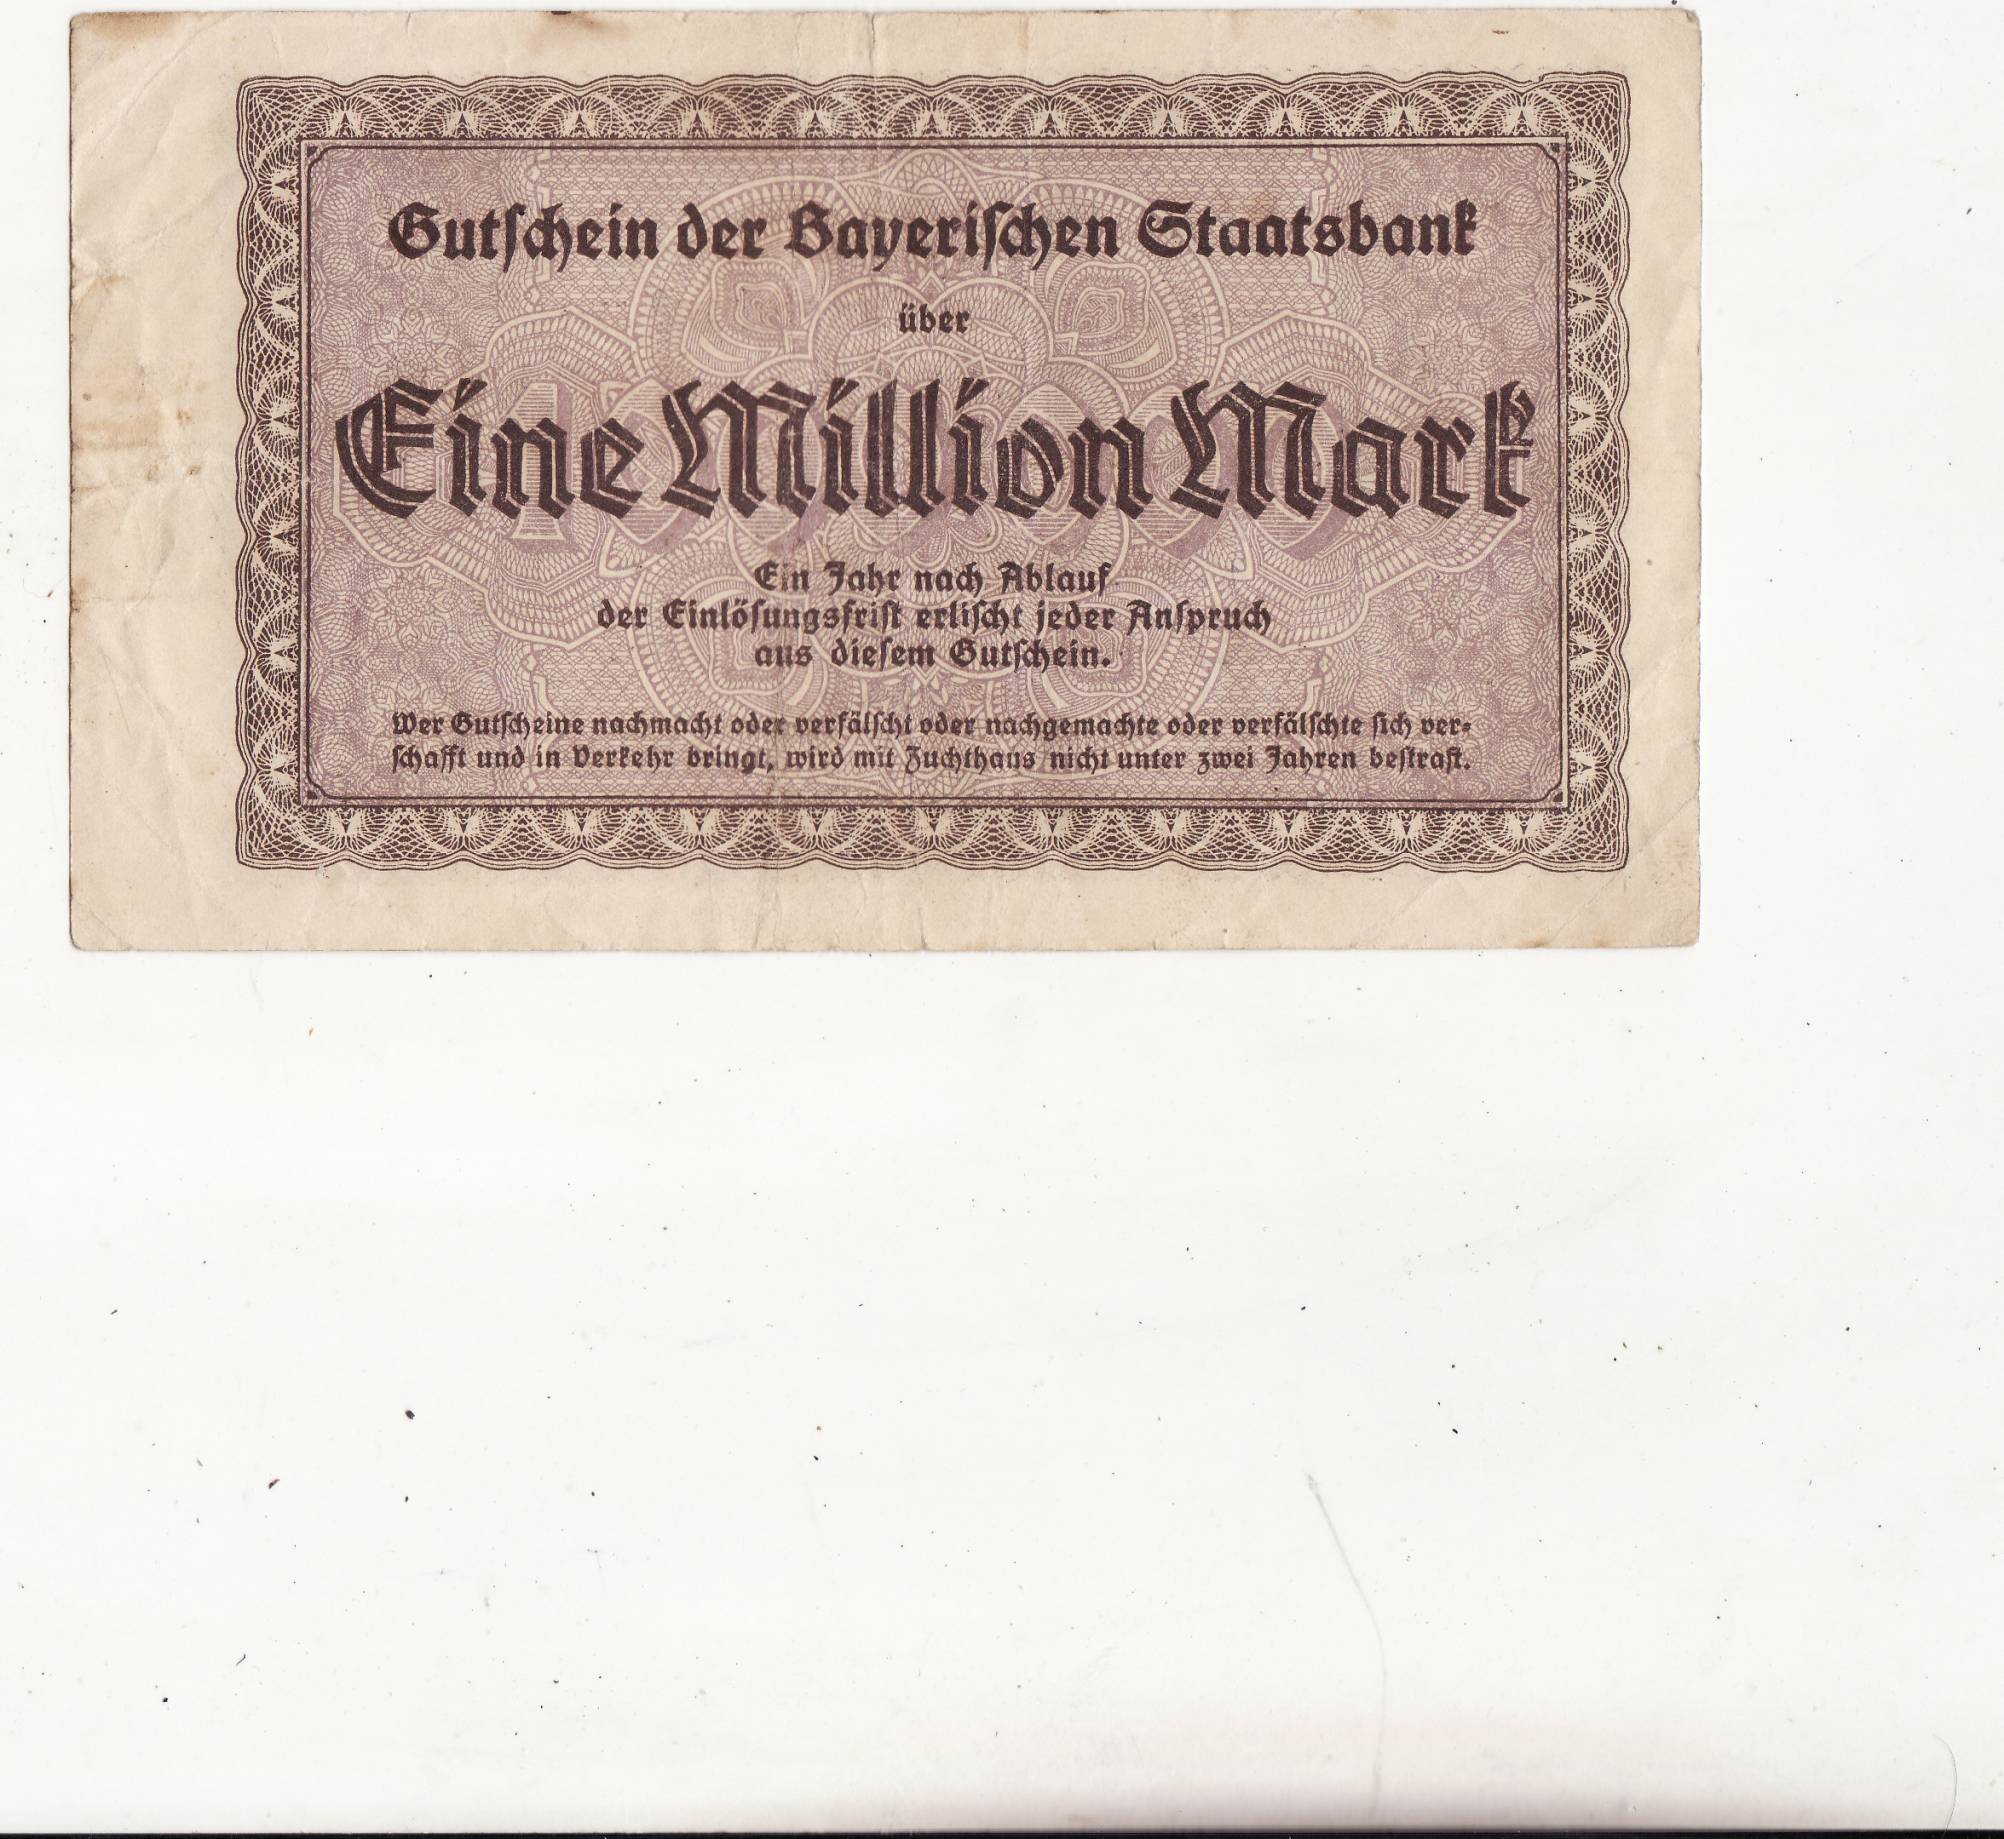 Gutschein der Bayerischen Staatsbank
über
Eine Million Mark
Ein Jahr nach Ablauf
der Einlösungsfrist erlischt jeder Anspruch
aus diesem Gutschein.
Wer Gutscheine nachmacht oder verfälscht oder nachgemachte oder verfälschte sich ver-
schafft und in Verkehr bringt, wird mit Zuchthaus nicht unter zwei Jahren bestraft.